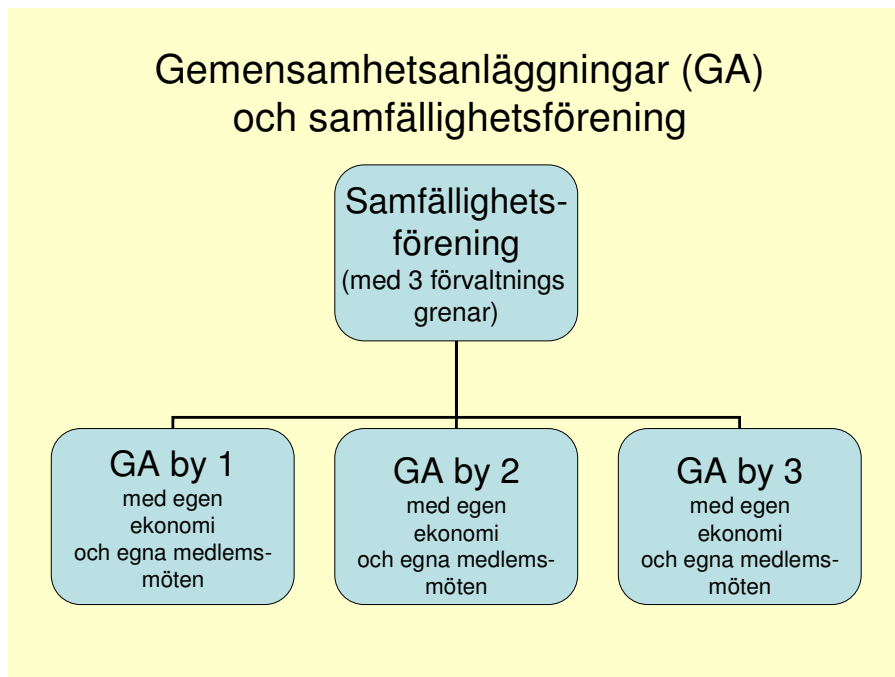 Gemensamhetsanläggningar (GA)
och samfällighetsförening
Samfällighets-
förening
(med 3 förvaltnings
grenar)
GA by 1
med egen
ekonomi
och egna medlems-
möten
GA by 2
med egen
ekonomi
och egna medlems-
möten
GA by 3
med egen
ekonomi
och egna medlems-
möten